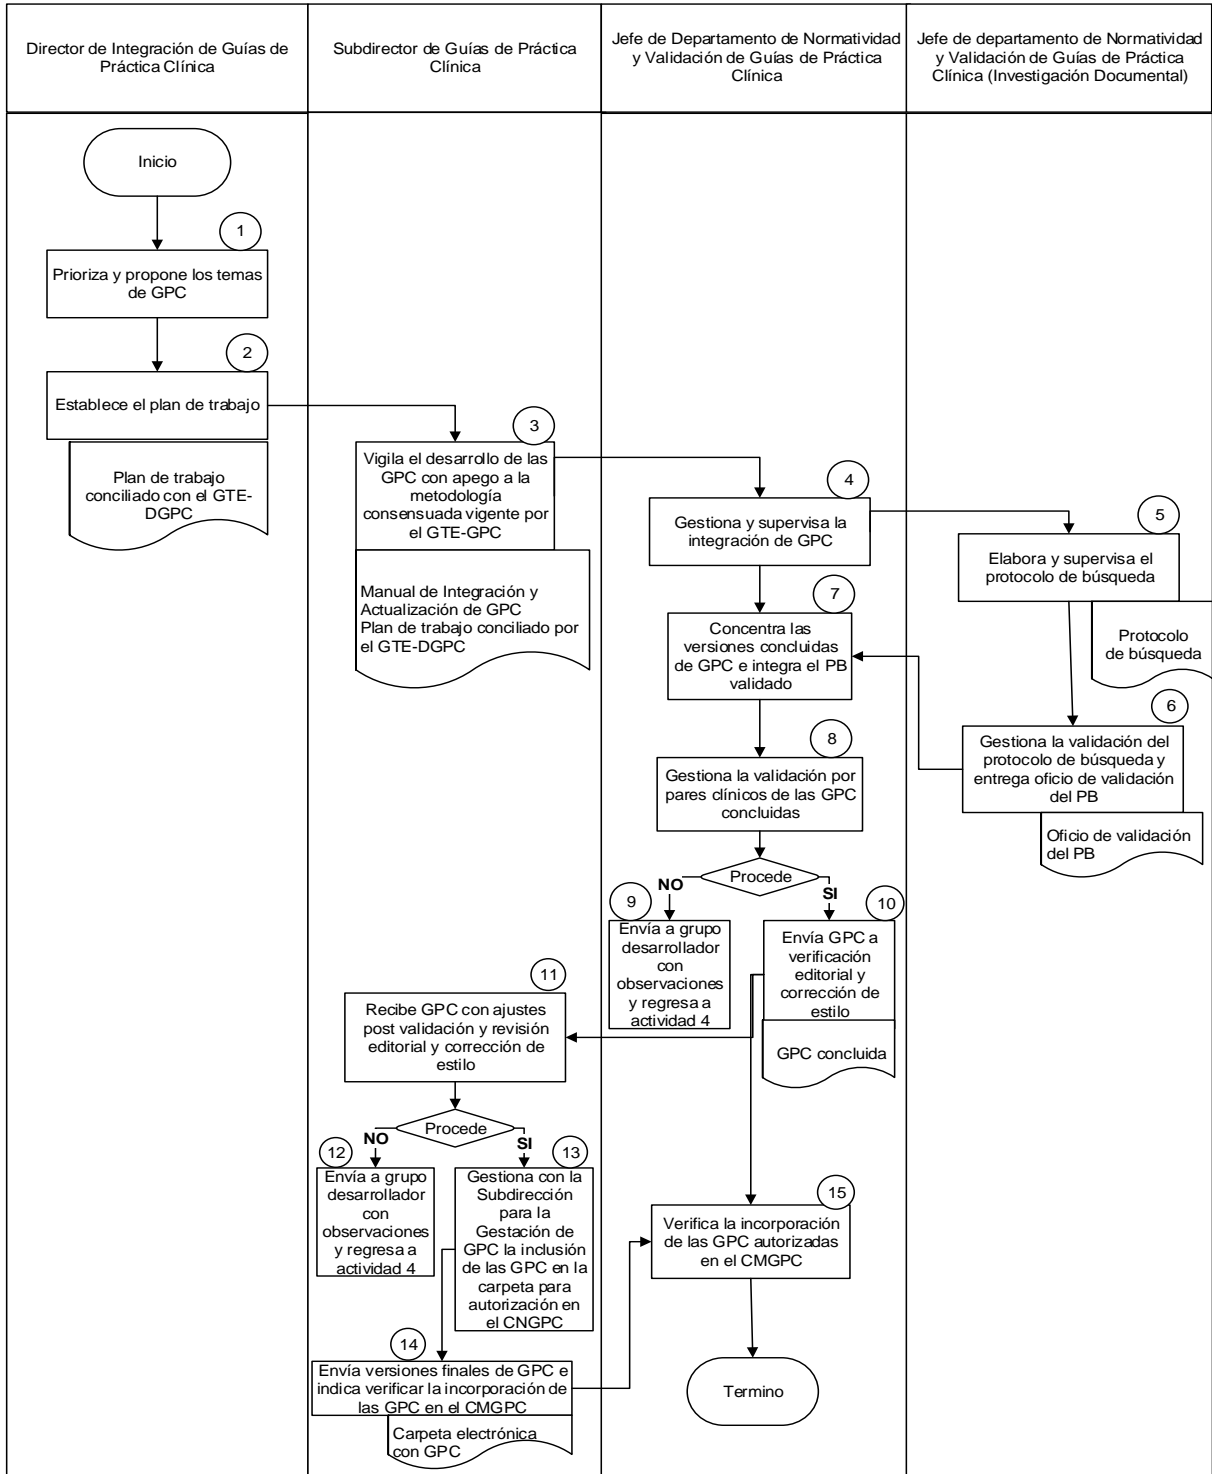 Director de Integración de Guías de
Práctica Clínica
Subdirector de Guías de Práctica
Clínica
Jefe de Departamento de Normatividad
y Validación de Guías de Práctica
Clínica
Jefe de departamento de Normatividad
y Validación de Guías de Práctica
Clínica (Investigación Documental)
Inicio
1
Prioriza y propone los temas
de GPC
2
Establece el plan de trabajo
Plan de trabajo
conciliado con el GTE-
DGPC
3
Vigila el desarrollo de las
GPC con apego a la
metodología
consensuada vigente por
el GTE-GPC
Manual de Integración y
Actualización de GPC
Plan de trabajo conciliado por
el GTE-DGPC
4
Gestiona y supervisa la
integración de GPC
5
Elabora y supervisa el
protocolo de búsqueda
Protocolo
de búsqueda
6
Gestiona la validación del
protocolo de búsqueda y
entrega oficio de validación
del PB
Oficio de validación
del PB
7
Concentra las
versiones concluidas
de GPC e integra el PB
validado
8
Gestiona la validación por
pares clínicos de las GPC
concluidas
Procede
NO
SI
9
Envía a grupo
desarrollador
con
observaciones
y regresa a
actividad 4
10
Envía GPC a
verificación
editorial y
corrección de
estilo
GPC concluida
11
Recibe GPC con ajustes
post validación y revisión
editorial y corrección de
estilo
Procede
NO
SI
12
Envía a grupo
desarrollador
con
observaciones
y regresa a
actividad 4
13
Gestiona con la
Subdirección
para la
Gestación de
GPC la inclusión
de las GPC en la
carpeta para
autorización en
el CNGPC
14
Envía versiones finales de GPC e
indica verificar la incorporación de
las GPC en el CMGPC
Carpeta electrónica
con GPC
15
Verifica la incorporación
de las GPC autorizadas
en el CMGPC
Termino